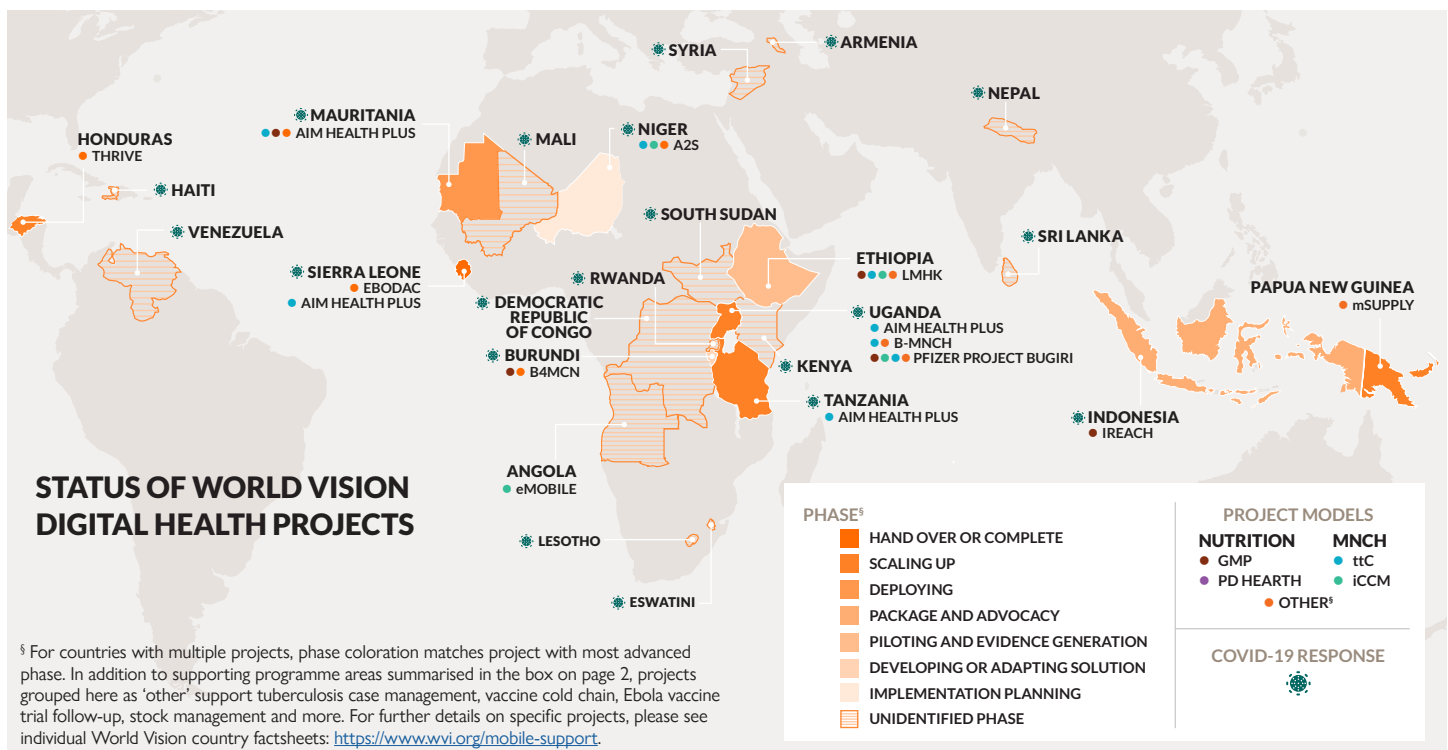 SYRIA
ARMENIA
NEPAL
MAURITANIA
AIM HEALTH PLUS
MALI
NIGER
A2S
HONDURAS
THRIVE
HAITI
VENEZUELA
SOUTH SUDAN
SRI LANKA
SIERRA LEONE
EBODAC
AIM HEALTH PLUS
RWANDA
ETHIOPIA
LMHK
DEMOCRATIC
REPUBLIC
OF CONGO
UGANDA
AIM HEALTH PLUS
B-MNCH
PFIZER PROJECT BUGIRI
PAPUA NEW GUINEA
mSUPPLY
BURUNDI
B4MCN
KENYA
TANZANIA
AIM HEALTH PLUS
INDONESIA
IREACH
ANGOLA
eMOBILE
LESOTHO
ESWATINI
STATUS OF WORLD VISION
DIGITAL HEALTH PROJECTS
PHASE§
HAND OVER OR COMPLETE
SCALING UP
DEPLOYING
PACKAGE AND ADVOCACY
PILOTING AND EVIDENCE GENERATION
DEVELOPING OR ADAPTING SOLUTION
IMPLEMENTATION PLANNING
UNIDENTIFIED PHASE
PROJECT MODELS
NUTRITION
GMP
PD HEARTH
MNCH
ttC
iCCM
OTHER§
COVID-19 RESPONSE
§ For countries with multiple projects, phase coloration matches project with most advanced
phase. In addition to supporting programme areas summarised in the box on page 2, projects
grouped here as ‘other’ support tuberculosis case management, vaccine cold chain, Ebola vaccine
trial follow-up, stock management and more. For further details on specific projects, please see
individual World Vision country factsheets: https://www.wvi.org/mobile-support.